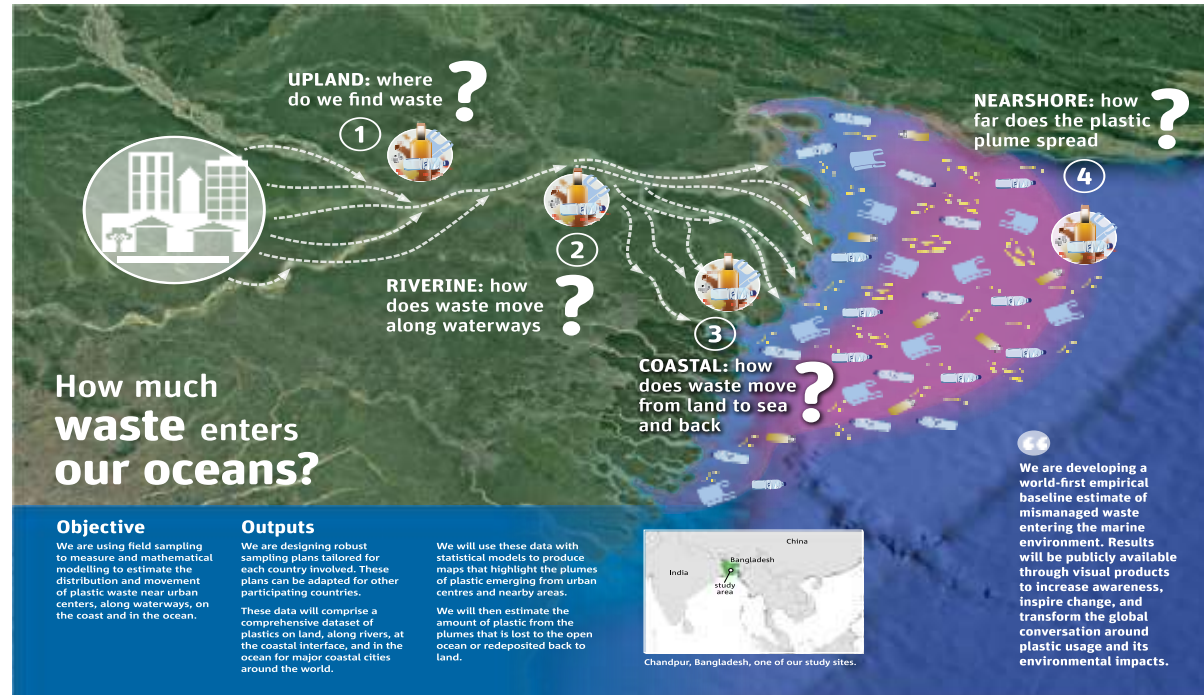 UPLAND: where
do we find waste
?
1
2
RIVERINE: how
does waste move
along waterways
?
3
COASTAL: how
does waste move
from land to sea
and back
?
NEARSHORE: how
far does the plastic
plume spread
?
4
How much
waste enters
our oceans?
Objective
We are using field sampling
to measure and mathematical
modelling to estimate the
distribution and movement
of plastic waste near urban
centers, along waterways, on
the coast and in the ocean.
Outputs
We are designing robust
sampling plans tailored for
each country involved. These
plans can be adapted for other
participating countries.
These data will comprise a
comprehensive dataset of
plastics on land, along rivers, at
the coastal interface, and in the
ocean for major coastal cities
around the world.
We will use these data with
statistical models to produce
maps that highlight the plumes
of plastic emerging from urban
centres and nearby areas.
We will then estimate the
amount of plastic from the
plumes that is lost to the open
ocean or redeposited back to
land.
China
Bangladesh
India
study
area
Chandpur, Bangladesh, one of our study sites.
“
We are developing a
world-first empirical
baseline estimate of
mismanaged waste
entering the marine
environment. Results
will be publicly available
through visual products
to increase awareness,
inspire change, and
transform the global
conversation around
plastic usage and its
environmental impacts.